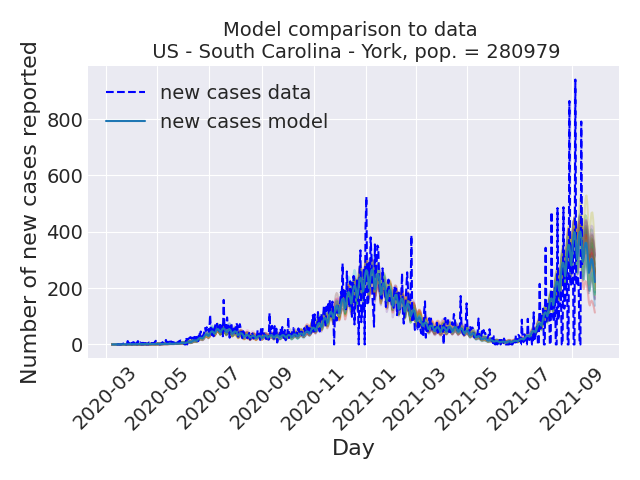 Model comparison to data
US - South Carolina - York, pop. = 280979
new cases data
new cases model
Number of new cases reported
800
600
400
200
0
2020-03
2020-05
2020-07
2020-09
2020-11
2021-01
2021-03
2021-05
2021-07
2021-09
Day